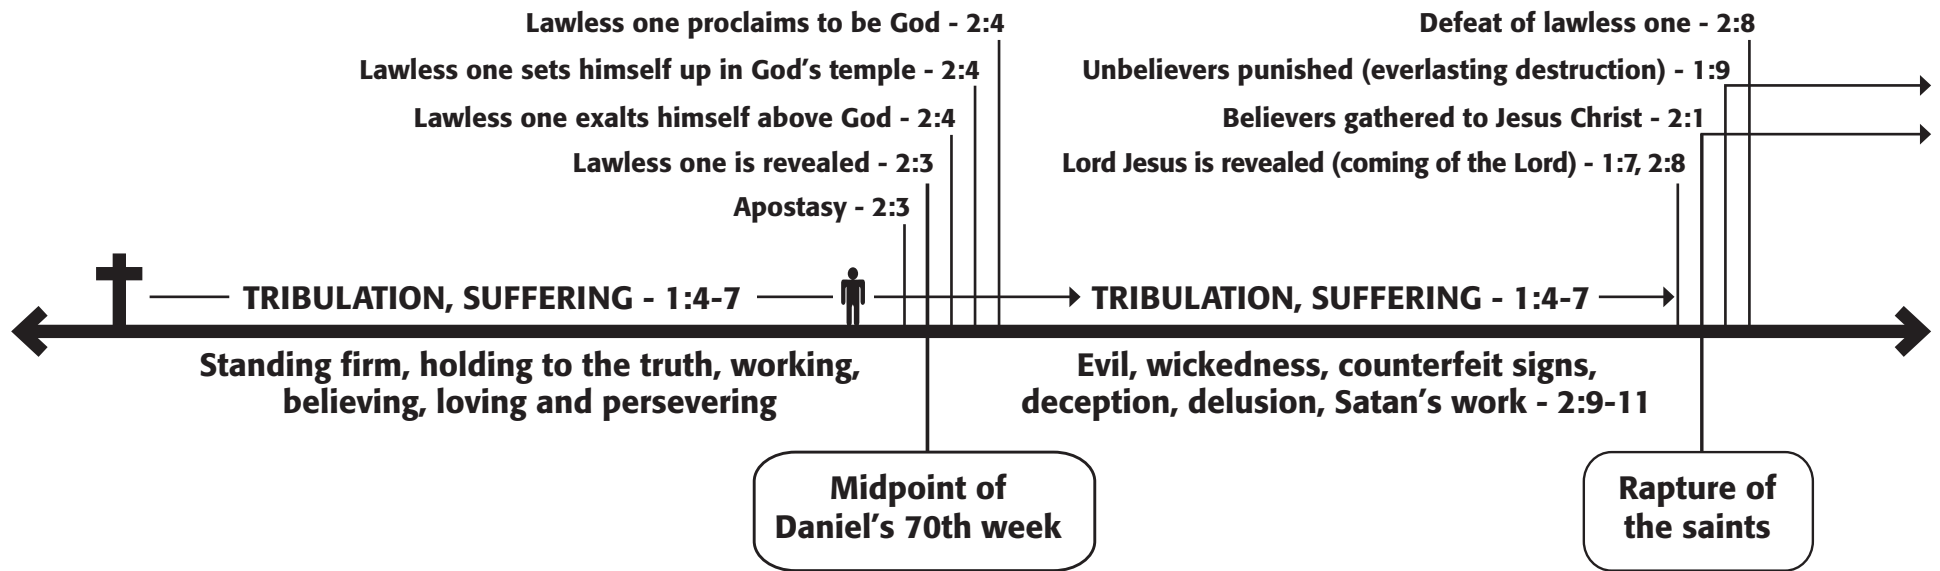 Lawless one proclaims to be God - 2:4
Lawless one sets himself up in God's temple - 2:4
Lawless one exalts himself above God - 2:4
Lawless one is revealed - 2:3
Apostasy - 2:3
Defeat of lawless one - 2:8
Unbelievers punished (everlasting destruction) - 1:9
Believers gathered to Jesus Christ - 2:1
Lord Jesus is revealed (coming of the Lord) - 1:7, 2:8
TRIBULATION, SUFFERING - 1:4-7
TRIBULATION, SUFFERING - 1:4-7
Standing firm, holding to the truth, working,
believing, loving and persevering
Evil, wickedness, counterfeit signs,
deception, delusion, Satan's work - 2:9-11
Midpoint of
Daniel's 70th week
Rapture of
the saints